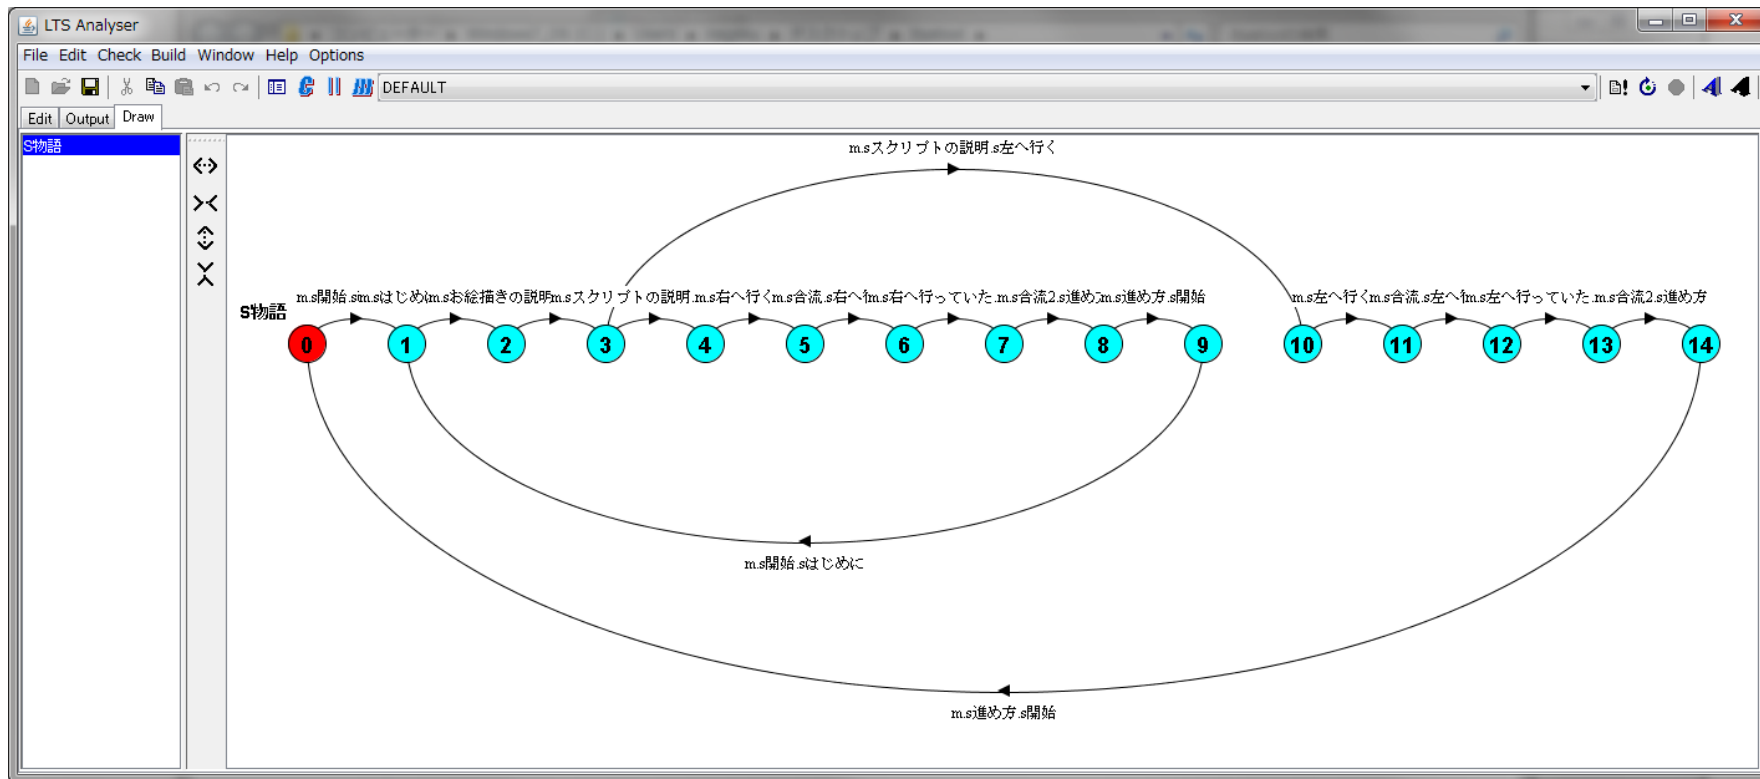 LTS Analyser
File Edit Check Build Window Help Options
DEFAULT
Edit Output Draw
S物語
m.sスクリプトの説明.s左へ行く
m.s開始.s m.sはじめ m.sお絵描きの説明 m.sスクリプトの説明. m.s右へ行く m.s合流.s右へ m.s右へ行っていた. m.s合流2.s進め m.s進め方.s開始 m.s左へ行く m.s合流.s左へ m.s左へ行っていた. m.s合流2.s進め方
S物語
0 1 2 3 4 5 6 7 8 9 10 11 12 13 14
m.s開始.sはじめに
m.s進め方.s開始